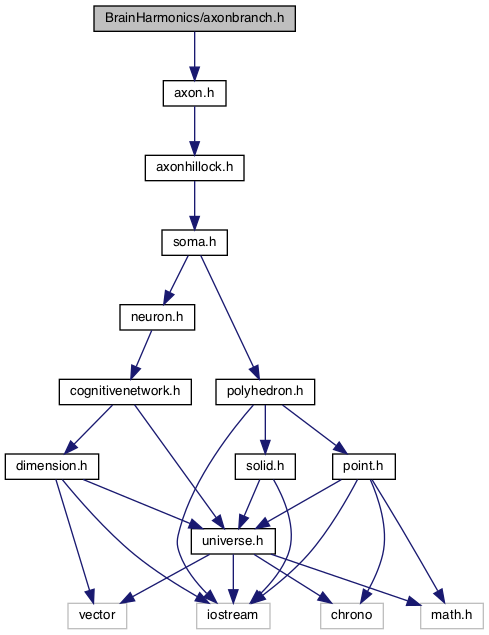 BrainHarmonics/axonbranch.h
axon.h
axonhillock.h
soma.h
neuron.h
cognitivenetwork.h
polyhedron.h
dimension.h
solid.h
point.h
universe.h
vector
iostream
chrono
math.h